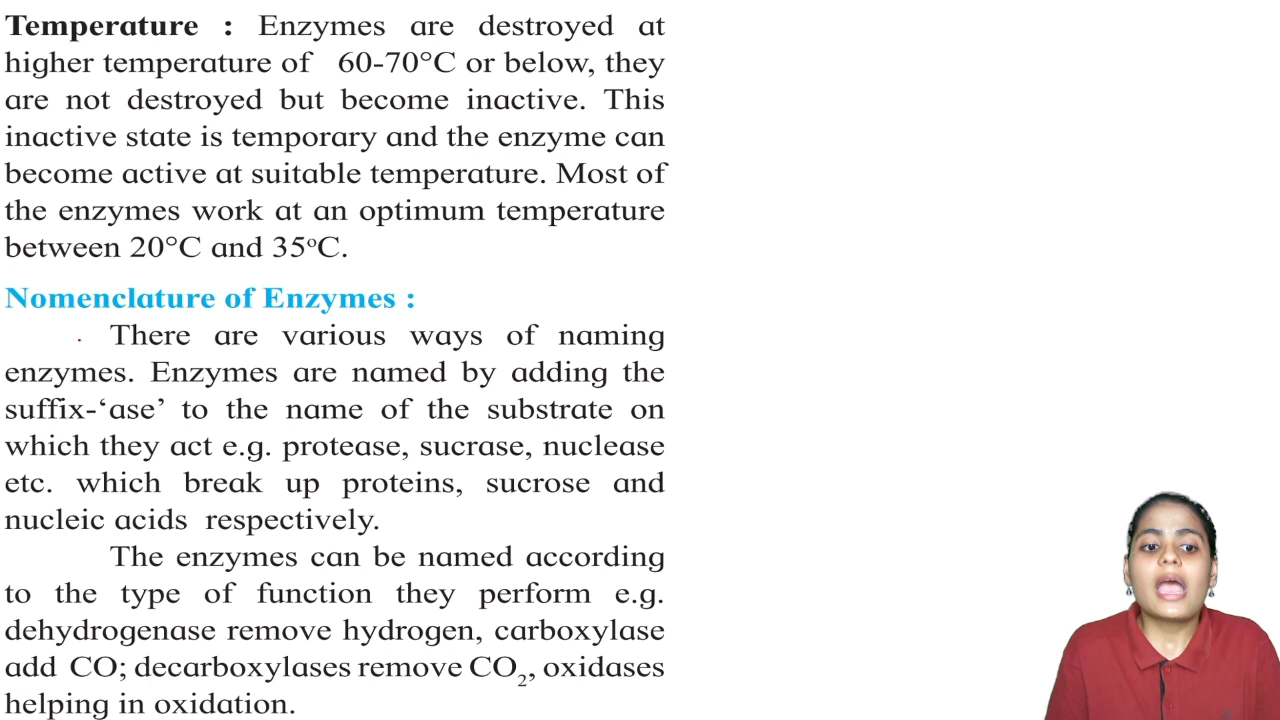 Temperature : Enzymes are destroyed at
higher temperature of 60-70°C or below, they
are not destroyed but become inactive. This
inactive state is temporary and the enzyme can
become active at suitable temperature. Most of
the enzymes work at an optimum temperature
between 20°C and 35°C.
Nomenclature of Enzymes :
There are various ways of naming
enzymes. Enzymes are named by adding the
suffix-‘ase’ to the name of the substrate on
which they act e.g. protease, sucrase, nuclease
etc. which break up proteins, sucrose and
nucleic acids respectively.
The enzymes can be named according
to the type of function they perform e.g.
dehydrogenase remove hydrogen, carboxylase
add CO; decarboxylases remove CO₂, oxidases
helping in oxidation.